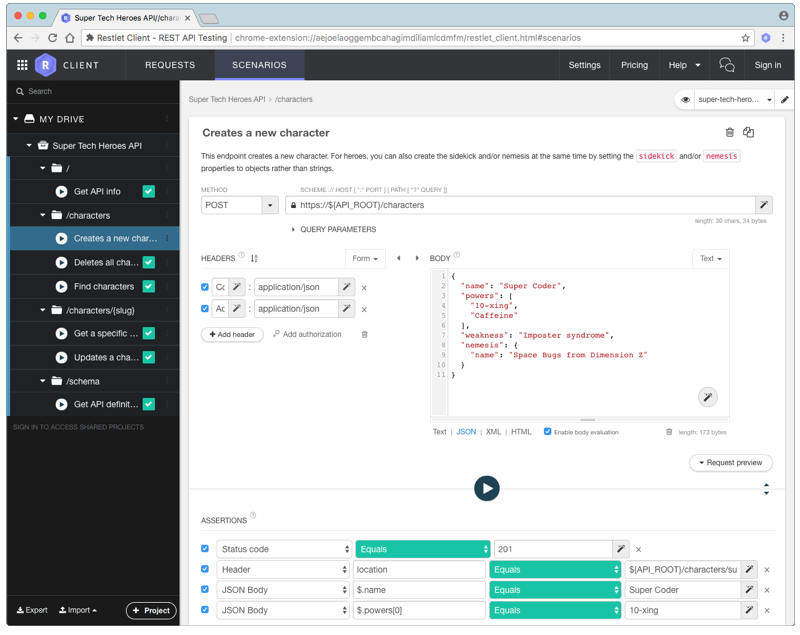 Super Tech Heroes API//chara
Restlet Client - REST API Testing | chrome-extension://aejoelaoggembcahagimdiliamlcdmfm/restlet_client.html#scenarios
R CLIENT REQUESTS SCENARIOS Settings Pricing Help Sign in
Search
Super Tech Heroes API > /characters
super-tech-hero...
MY DRIVE
Super Tech Heroes API
/
Get API info
/characters
Creates a new char...
Deletes all cha...
Find characters
/characters/{slug}
Get a specific ...
Updates a cha...
/schema
Get API definit...
SIGN IN TO ACCESS SHARED PROJECTS
Expert Import + Project
Creates a new character
This endpoint creates a new character. For heroes, you can also create the sidekick and/or nemesis at the same time by setting the sidekick and/or nemesis
properties to objects rather than strings.
METHOD SCHEME :// HOST [ ":" PORT ] [ PATH [ "?" QUERY ]]
POST https://${API_ROOT}/characters
length: 30 chars, 34 bytes
QUERY PARAMETERS
HEADERS ? Form
Cc : application/json x
Ac : application/json x
+ Add header Add authorization
BODY ? Text
1 {
2 "name": "Super Coder",
3 "powers": [
4 "10-xing",
5 "Caffeine"
6 ],
7 "weakness": "Imposter syndrome",
8 "nemesis": {
9 "name": "Space Bugs from Dimension Z"
10 }
11 }
Text | JSON | XML | HTML Enable body evaluation length: 173 bytes
Request preview
ASSERTIONS ?
Status code Equals 201 x
Header location Equals ${API_ROOT}/characters/su x
JSON Body $.name Equals Super Coder x
JSON Body $.powers[0] Equals 10-xing x